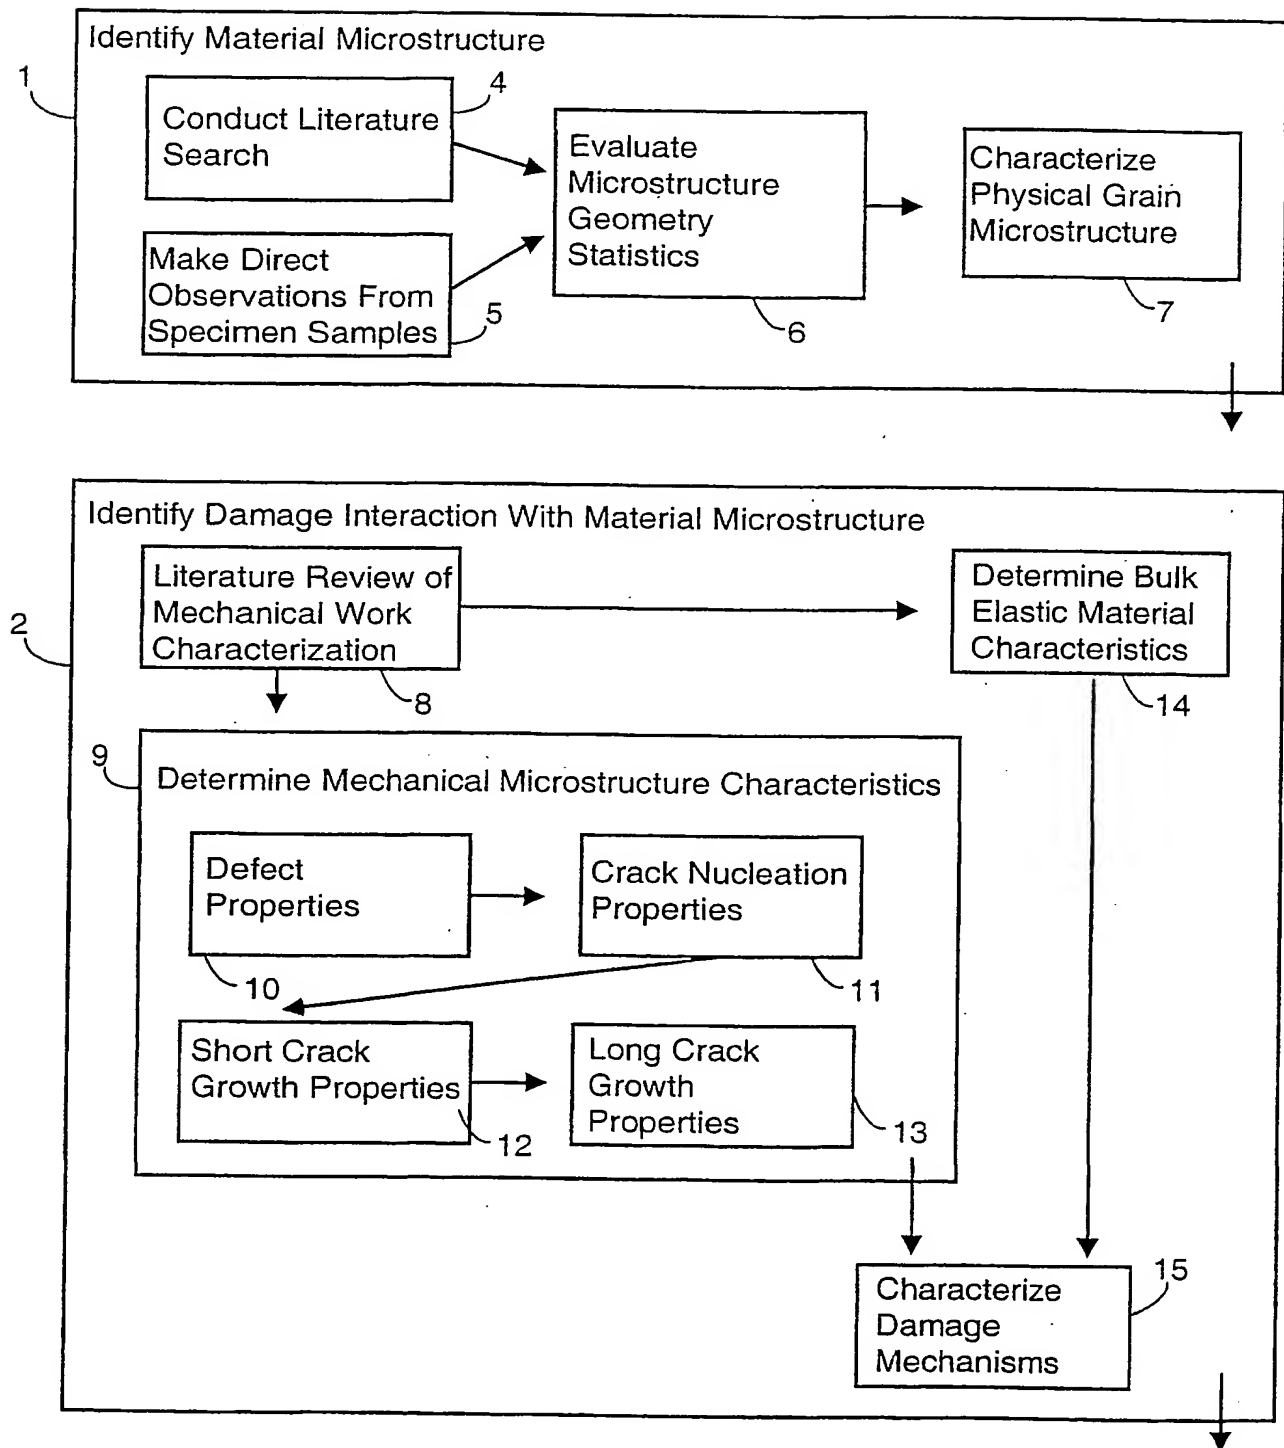 Identify Material Microstructure
1
4
Conduct Literature
Search
Evaluate
Microstructure
Geometry
Statistics
Characterize
Physical Grain
Microstructure
Make Direct
Observations From
Specimen Samples
5
6
7
Identify Damage Interaction With Material Microstructure
2
Literature Review of
Mechanical Work
Characterization
8
Determine Bulk
Elastic Material
Characteristics
14
9
Determine Mechanical Microstructure Characteristics
Defect
Properties
10
Crack Nucleation
Properties
11
Short Crack
Growth Properties
12
Long Crack
Growth
Properties
13
Characterize
Damage
Mechanisms
15